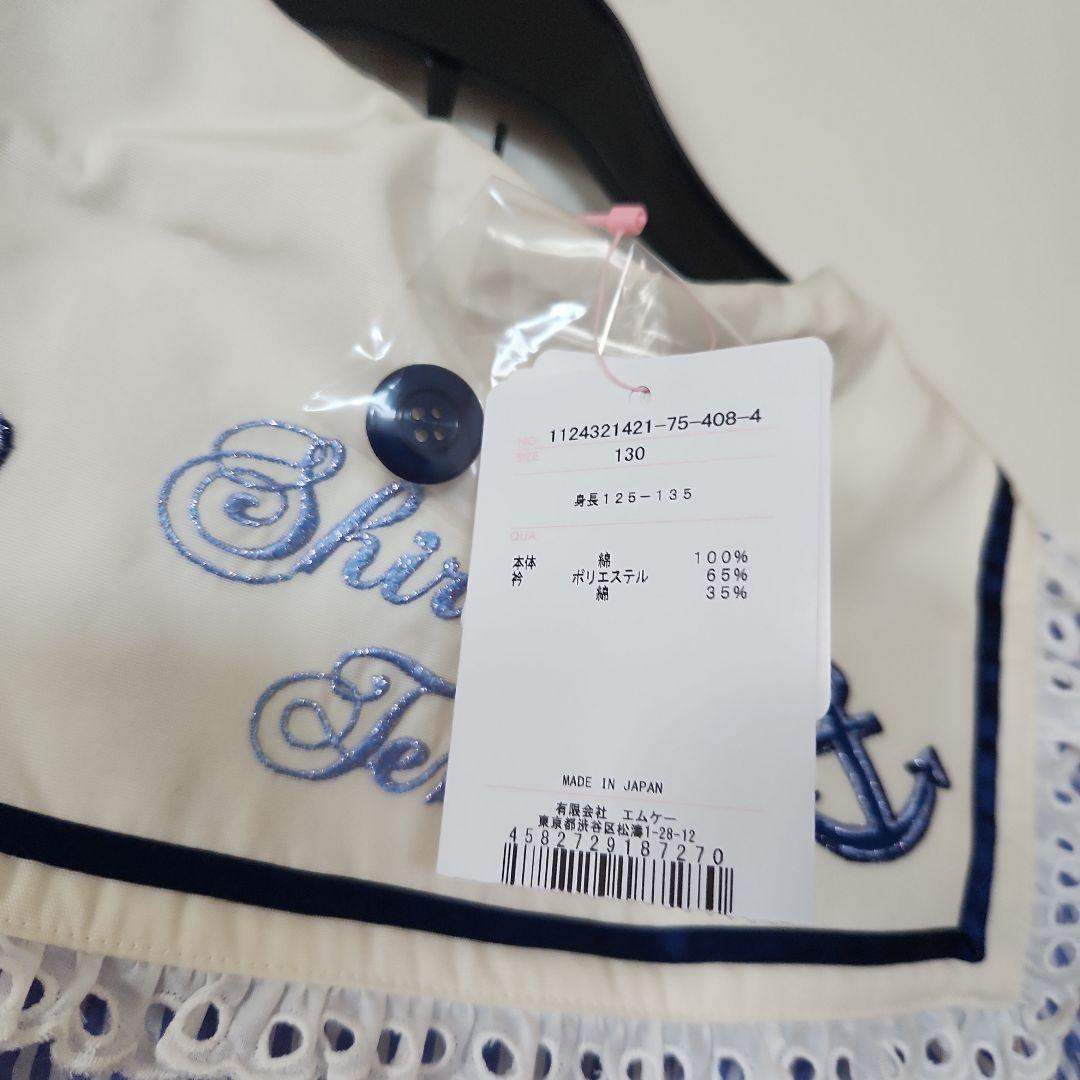 NO. 1124321421-75-408-4
SIZE 130
身長125-135
QUA
本体 綿 100%
衿 ポリエステル 65%
綿 35%
MADE IN JAPAN
有限会社 エムケー
東京都渋谷区松濤1-28-12
4582729187270